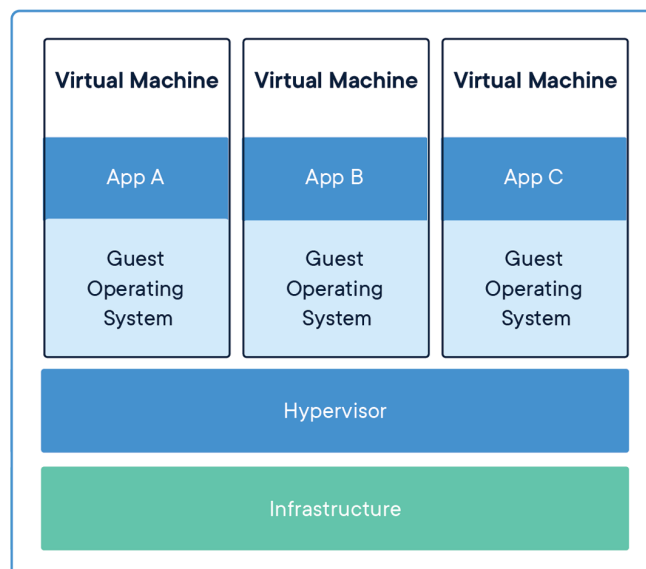 Virtual Machine
Virtual Machine
Virtual Machine
App A
App B
App C
Guest
Operating
System
Guest
Operating
System
Guest
Operating
System
Hypervisor
Infrastructure